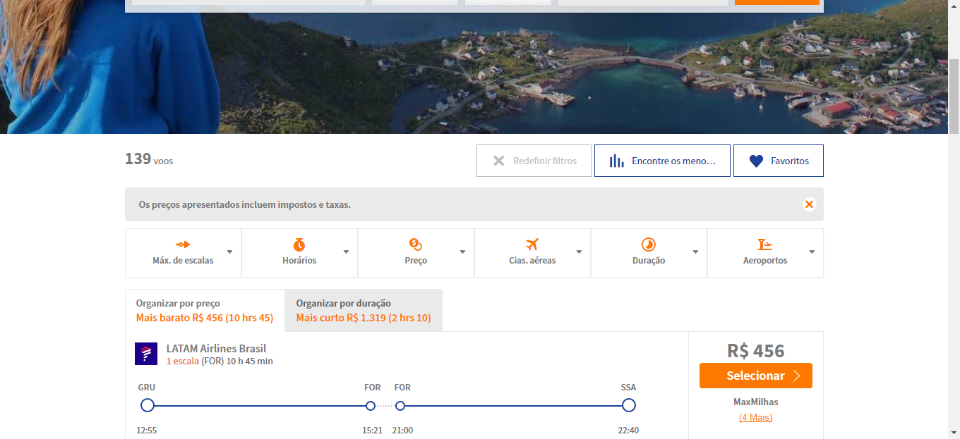 139 voos
Redefinir filtros
Encontre os meno...
Favoritos
Os preços apresentados incluem impostos e taxas.
Máx. de escalas
Horários
Preço
Cias. aéreas
Duração
Aeroportos
Organizar por preço
Mais barato R$ 456 (10 hrs 45)
Organizar por duração
Mais curto R$ 1.319 (2 hrs 10)
LATAM Airlines Brasil
1 escala (FOR) 10 h 45 min
GRU FOR FOR SSA
12:55 15:21 21:00 22:40
R$ 456
Selecionar
MaxMilhas
(4 Mais)